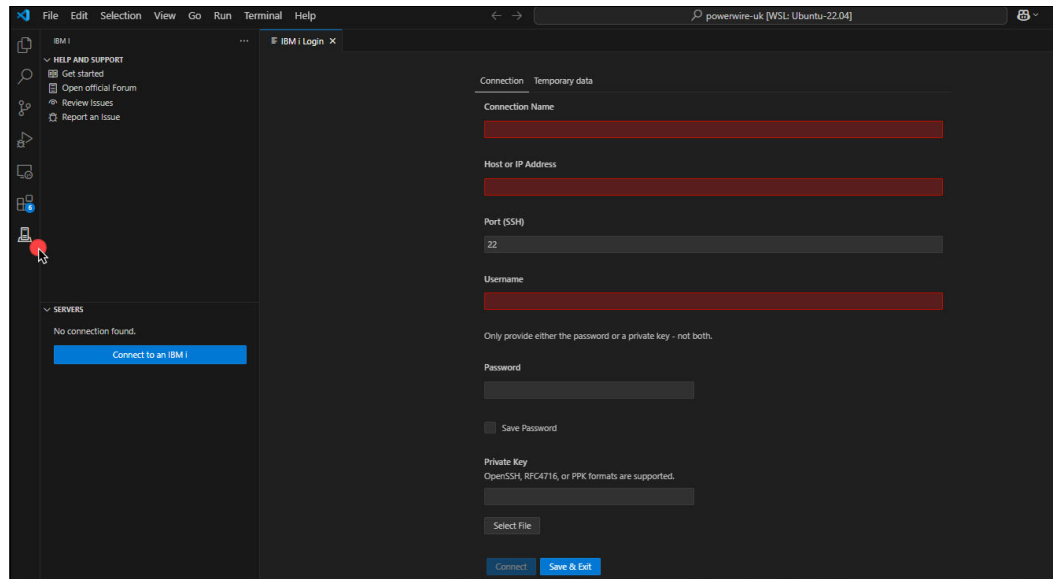 File Edit Selection View Go Run Terminal Help
powerwire-uk [WSL: Ubuntu-22.04]
IBM I
IBM i Login
HELP AND SUPPORT
Get started
Open official Forum
Review Issues
Report an Issue
6
SERVERS
No connection found.
Connect to an IBM i
Connection Temporary data
Connection Name
Host or IP Address
Port (SSH)
22
Username
Only provide either the password or a private key - not both.
Password
Save Password
Private Key
OpenSSH, RFC4716, or PPK formats are supported.
Select File
Connect Save & Exit